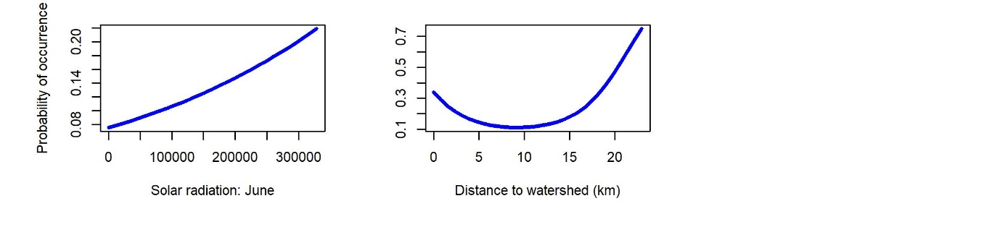 Probability of occurrence
0.08 0.14 0.20
0 100000 200000 300000
Solar radiation: June
0.1 0.3 0.5 0.7
0 5 10 15 20
Distance to watershed (km)